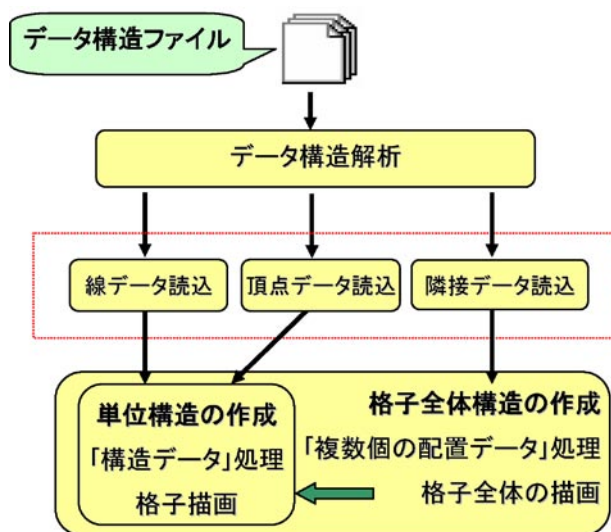 データ構造ファイル
データ構造解析
線データ読込
頂点データ読込
隣接データ読込
単位構造の作成
「構造データ」処理
格子描画
格子全体構造の作成
「複数個の配置データ」処理
格子全体の描画